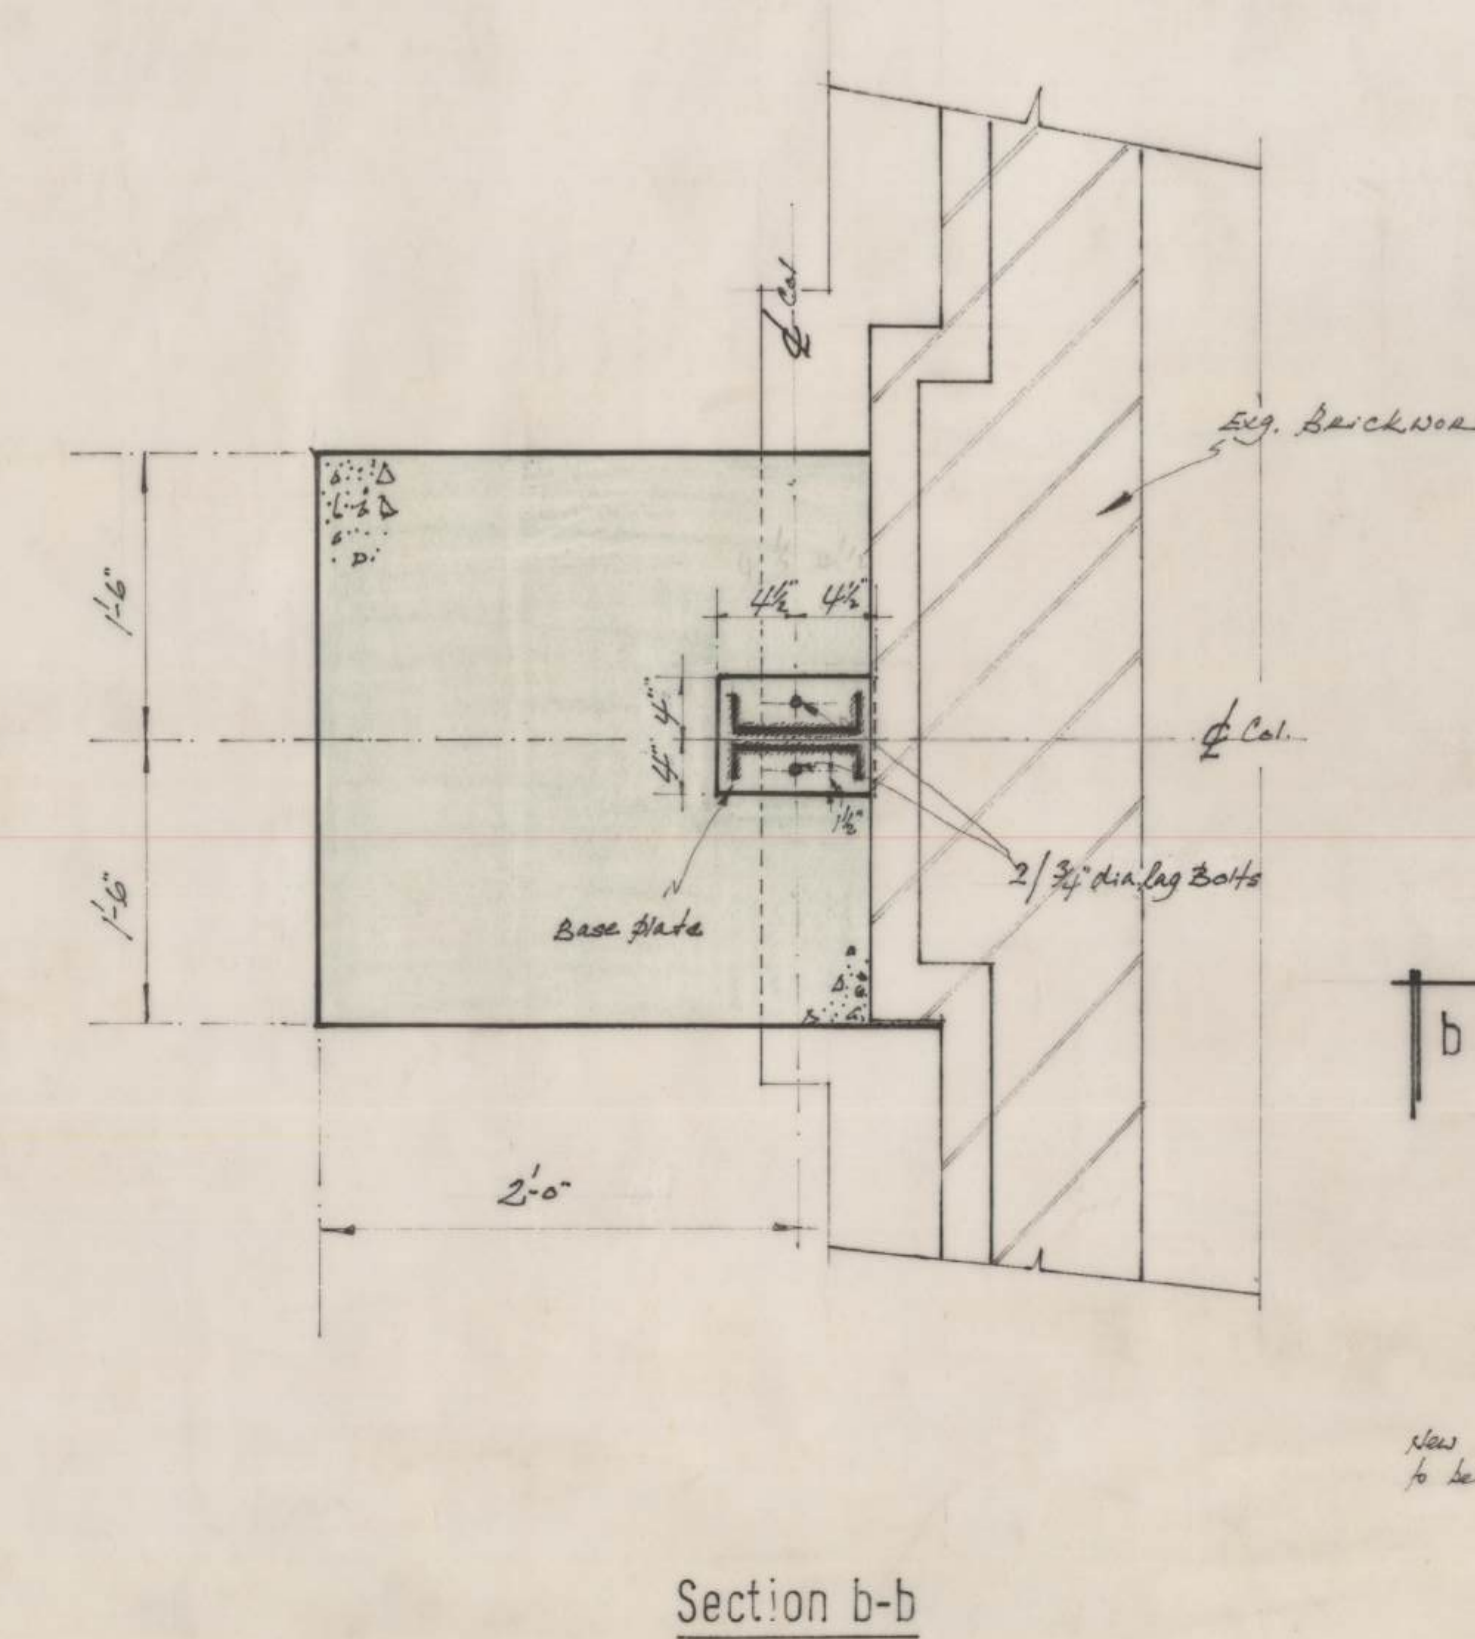 ℄ Col
Exg. Brickwor
1'-6"
4½" 4½"
4"
4"
℄ Col.
1½"
2/ ¾" dia. Rag Bolts
1'-6"
Base plate
b
2'-0"
New
to be
Section b-b